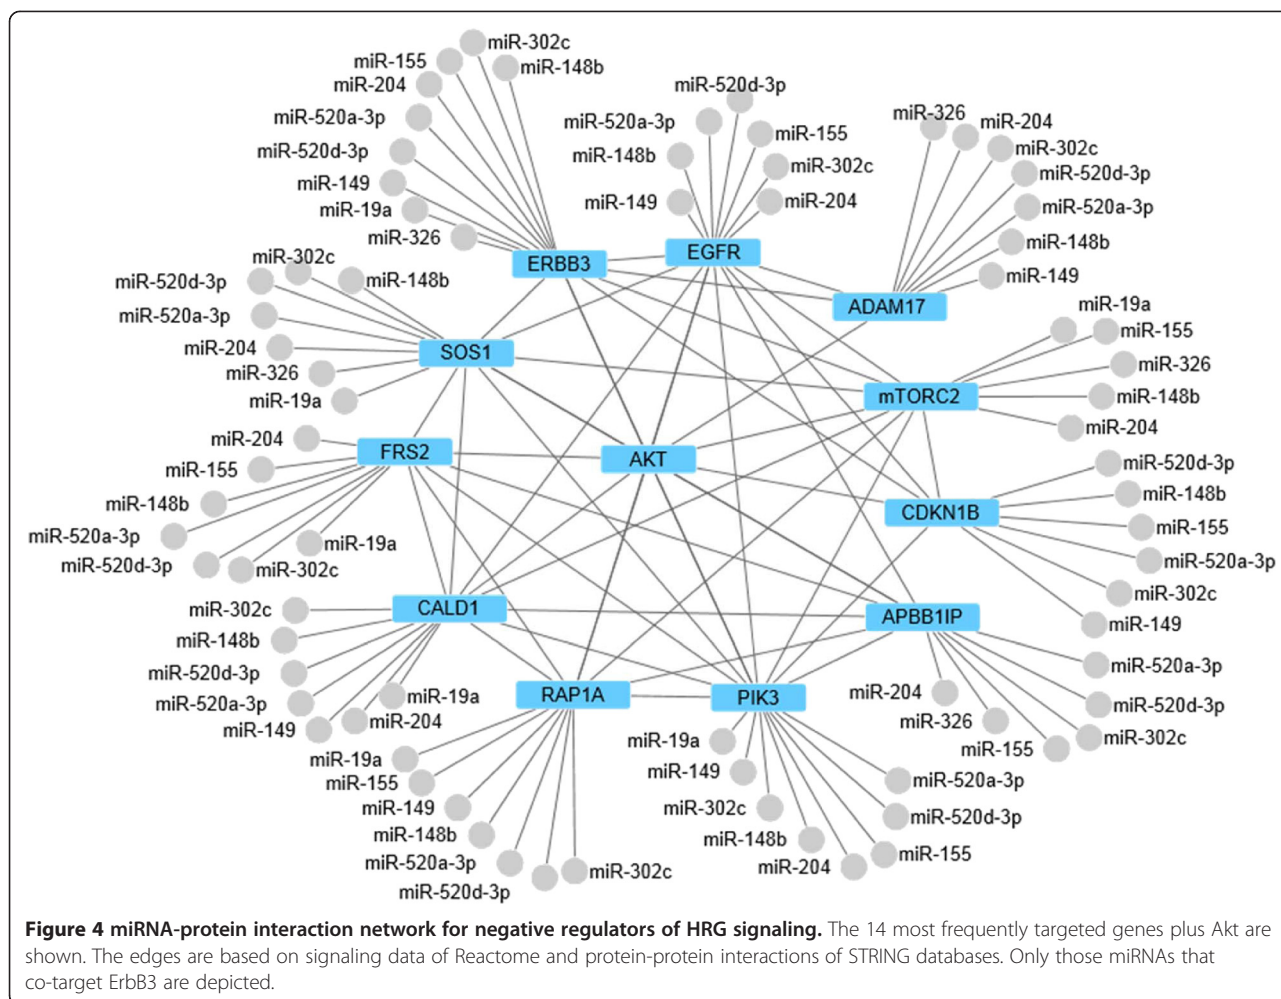 miR-302c
miR-155
miR-148b
miR-204
miR-520a-3p
miR-520d-3p
miR-149
miR-19a
miR-326
ERBB3
miR-520d-3p
miR-520a-3p
miR-155
miR-148b
miR-302c
miR-149
miR-204
EGFR
miR-326
miR-204
miR-302c
miR-520d-3p
miR-520a-3p
miR-148b
miR-149
ADAM17
miR-302c
miR-520d-3p
miR-148b
miR-520a-3p
miR-204
miR-326
miR-19a
SOS1
miR-19a
miR-155
miR-326
miR-148b
miR-204
mTORC2
miR-204
miR-155
miR-148b
miR-520a-3p
miR-520d-3p
miR-302c
miR-19a
FRS2
AKT
miR-520d-3p
miR-148b
miR-155
miR-520a-3p
miR-302c
miR-149
CDKN1B
miR-302c
miR-148b
miR-520d-3p
miR-520a-3p
miR-149
miR-204
miR-19a
CALD1
APBB1IP
miR-520a-3p
miR-204
miR-520d-3p
miR-326
miR-302c
miR-155
RAP1A
miR-19a
miR-155
miR-149
miR-148b
miR-520a-3p
miR-520d-3p
miR-302c
PIK3
miR-19a
miR-149
miR-302c
miR-148b
miR-204
miR-520a-3p
miR-520d-3p
miR-155
Figure 4 miRNA-protein interaction network for negative regulators of HRG signaling. The 14 most frequently targeted genes plus Akt are
shown. The edges are based on signaling data of Reactome and protein-protein interactions of STRING databases. Only those miRNAs that
co-target ErbB3 are depicted.